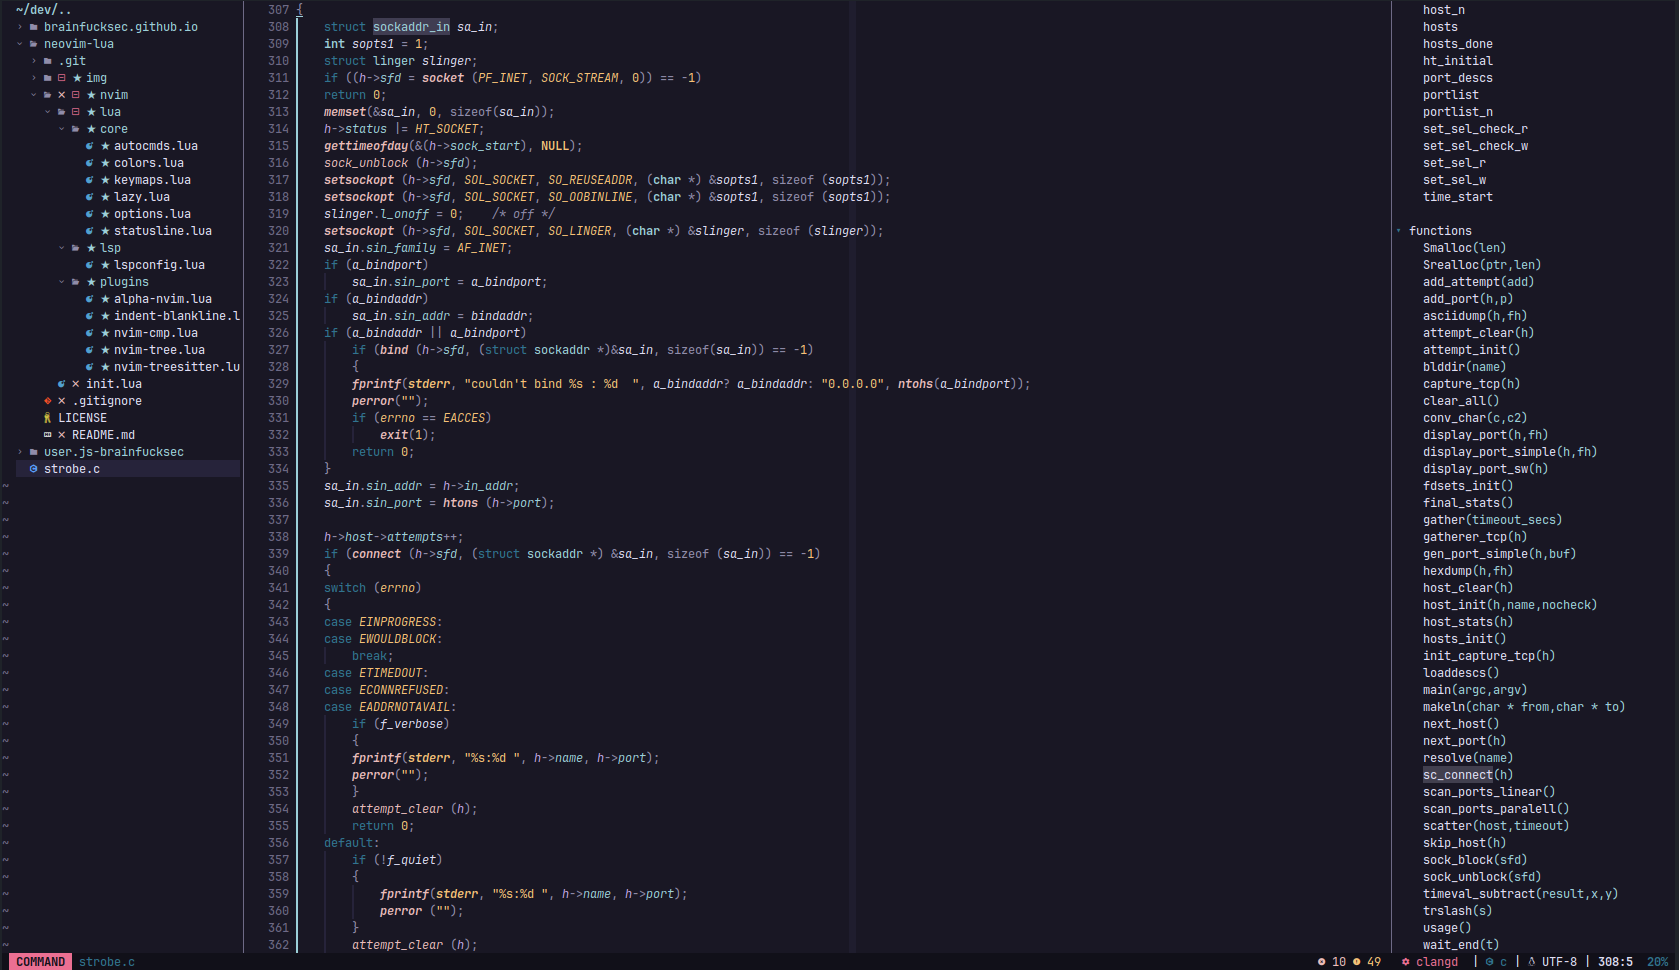 ~/dev/..
brainfucksec.github.io
neovim-lua
.git
img
nvim
lua
core
autocmds.lua
colors.lua
keymaps.lua
lazy.lua
options.lua
statusline.lua
lsp
lspconfig.lua
plugins
alpha-nvim.lua
indent-blankline.l
nvim-cmp.lua
nvim-tree.lua
nvim-treesitter.lu
init.lua
.gitignore
LICENSE
README.md
user.js-brainfucksec
strobe.c
307 {
308 struct sockaddr_in sa_in;
309 int sopts1 = 1;
310 struct linger slinger;
311 if ((h->sfd = socket (PF_INET, SOCK_STREAM, 0)) == -1)
312 return 0;
313 memset(&sa_in, 0, sizeof(sa_in));
314 h->status |= HT_SOCKET;
315 gettimeofday(&(h->sock_start), NULL);
316 sock_unblock (h->sfd);
317 setsockopt (h->sfd, SOL_SOCKET, SO_REUSEADDR, (char *) &sopts1, sizeof (sopts1));
318 setsockopt (h->sfd, SOL_SOCKET, SO_OOBINLINE, (char *) &sopts1, sizeof (sopts1));
319 slinger.l_onoff = 0;    /* off */
320 setsockopt (h->sfd, SOL_SOCKET, SO_LINGER, (char *) &slinger, sizeof (slinger));
321 sa_in.sin_family = AF_INET;
322 if (a_bindport)
323 sa_in.sin_port = a_bindport;
324 if (a_bindaddr)
325 sa_in.sin_addr = bindaddr;
326 if (a_bindaddr || a_bindport)
327 if (bind (h->sfd, (struct sockaddr *)&sa_in, sizeof(sa_in)) == -1)
328 {
329 fprintf(stderr, "couldn't bind %s : %d  ", a_bindaddr? a_bindaddr: "0.0.0.0", ntohs(a_bindport));
330 perror("");
331 if (errno == EACCES)
332 exit(1);
333 return 0;
334 }
335 sa_in.sin_addr = h->in_addr;
336 sa_in.sin_port = htons (h->port);
337
338 h->host->attempts++;
339 if (connect (h->sfd, (struct sockaddr *) &sa_in, sizeof (sa_in)) == -1)
340 {
341 switch (errno)
342 {
343 case EINPROGRESS:
344 case EWOULDBLOCK:
345 break;
346 case ETIMEDOUT:
347 case ECONNREFUSED:
348 case EADDRNOTAVAIL:
349 if (f_verbose)
350 {
351 fprintf(stderr, "%s:%d ", h->name, h->port);
352 perror("");
353 }
354 attempt_clear (h);
355 return 0;
356 default:
357 if (!f_quiet)
358 {
359 fprintf(stderr, "%s:%d ", h->name, h->port);
360 perror ("");
361 }
362 attempt_clear (h);
host_n
hosts
hosts_done
ht_initial
port_descs
portlist
portlist_n
set_sel_check_r
set_sel_check_w
set_sel_r
set_sel_w
time_start
functions
Smalloc(len)
Srealloc(ptr,len)
add_attempt(add)
add_port(h,p)
asciidump(h,fh)
attempt_clear(h)
attempt_init()
blddir(name)
capture_tcp(h)
clear_all()
conv_char(c,c2)
display_port(h,fh)
display_port_simple(h,fh)
display_port_sw(h)
fdsets_init()
final_stats()
gather(timeout_secs)
gatherer_tcp(h)
gen_port_simple(h,buf)
hexdump(h,fh)
host_clear(h)
host_init(h,name,nocheck)
host_stats(h)
hosts_init()
init_capture_tcp(h)
loaddescs()
main(argc,argv)
makeln(char * from,char * to)
next_host()
next_port(h)
resolve(name)
sc_connect(h)
scan_ports_linear()
scan_ports_paralell()
scatter(host,timeout)
skip_host(h)
sock_block(sfd)
sock_unblock(sfd)
timeval_subtract(result,x,y)
trslash(s)
usage()
wait_end(t)
COMMAND strobe.c 10 49 clangd | c | UTF-8 | 308:5 20%